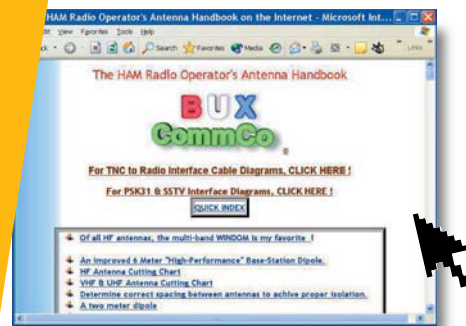 HAM Radio Operator's Antenna Handbook on the Internet - Microsoft Int...
View Favorites Tools Help
Search Favorites Media
Links
The HAM Radio Operator's Antenna Handbook
BUX
CommCo ®
For TNC to Radio Interface Cable Diagrams, CLICK HERE !
For PSK31 & SSTV Interface Diagrams, CLICK HERE !
QUICK INDEX
Of all HF antennas, the multi-band WINDOM is my favorite !
An improved 6 Meter "High-Performance" Base-Station Dipole.
HF Antenna Cutting Chart
VHF & UHF Antenna Cutting Chart
Determine correct spacing between antennas to achive proper isolation.
A two meter dipole